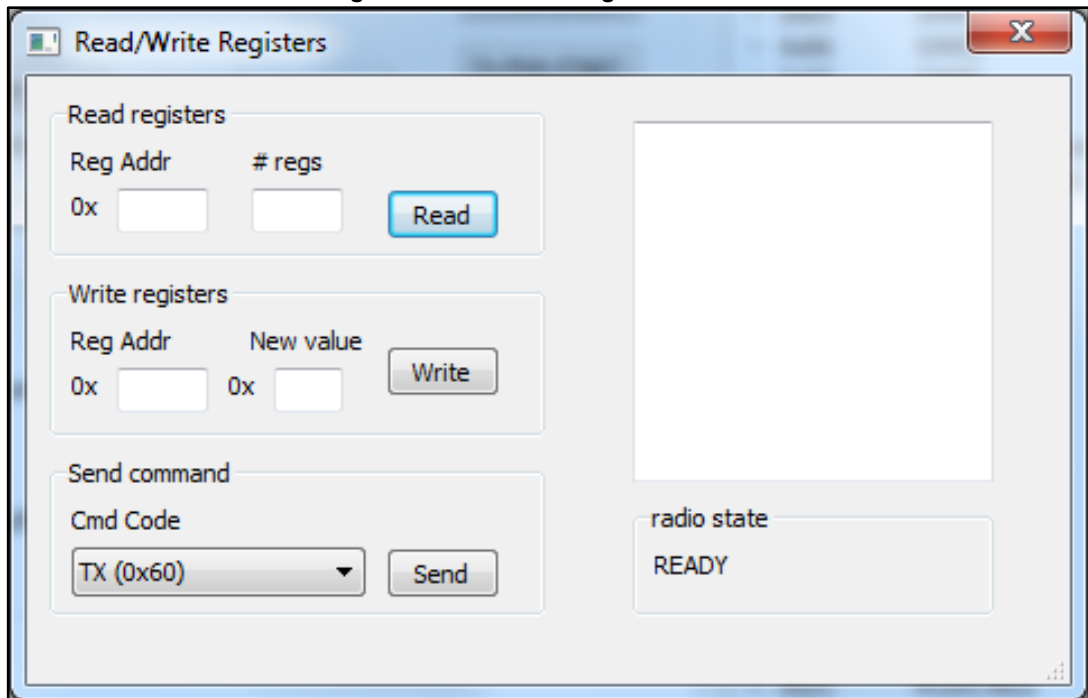 Read/Write Registers
x
Read registers
Reg Addr # regs
0x
Read
Write registers
Reg Addr New value
0x 0x
Write
Send command
Cmd Code
TX (0x60)
Send
radio state
READY